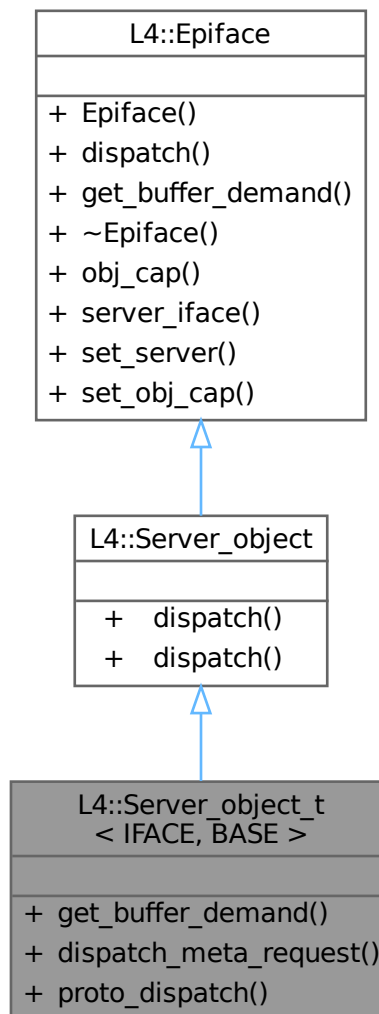 L4::Epiface
+ Epiface()
+ dispatch()
+ get_buffer_demand()
+ ~Epiface()
+ obj_cap()
+ server_iface()
+ set_server()
+ set_obj_cap()
L4::Server_object
+ dispatch()
+ dispatch()
L4::Server_object_t
< IFACE, BASE >
+ get_buffer_demand()
+ dispatch_meta_request()
+ proto_dispatch()